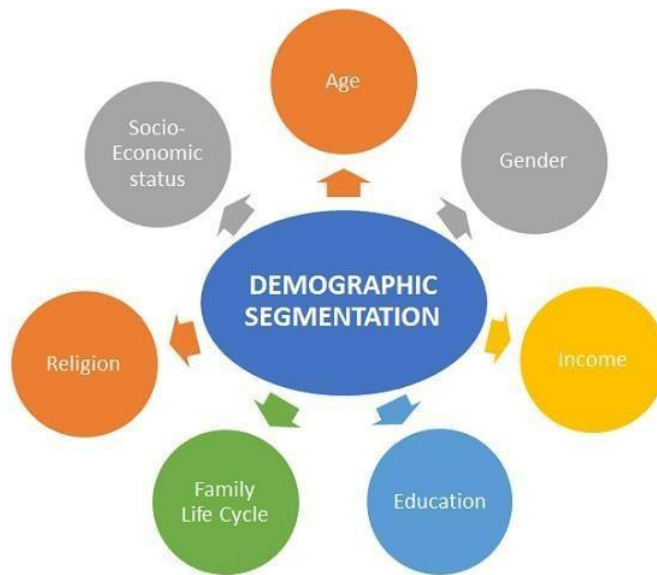 Age
Gender
Income
Education
Family
Life Cycle
Religion
Socio-
Economic
status
DEMOGRAPHIC
SEGMENTATION